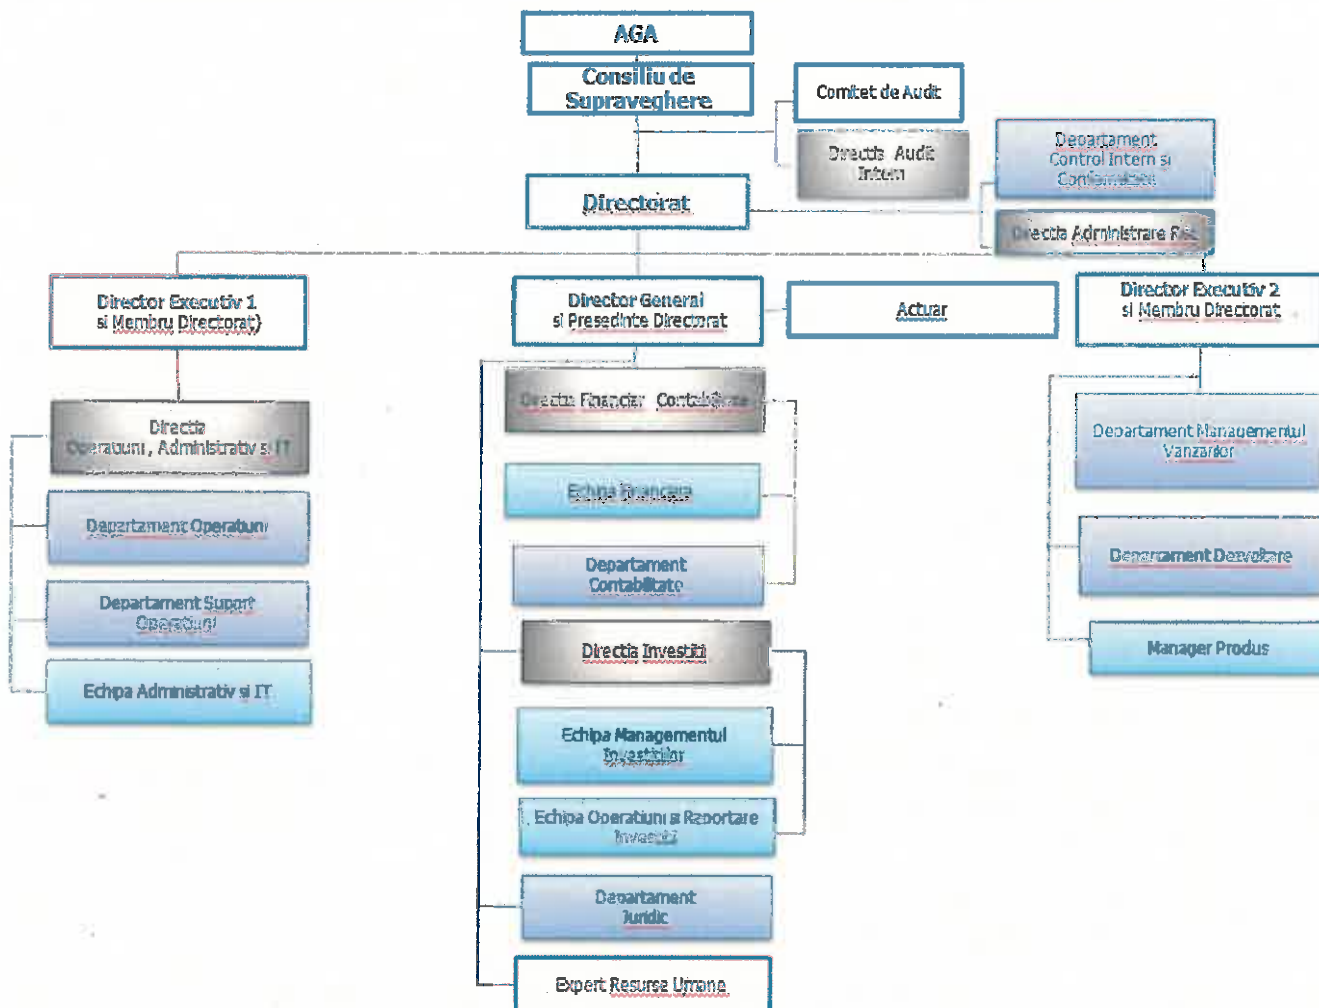 AGA
Consiliu de
Supraveghere
Comitet de Audit
Directia Audit
Intern
Departament
Control Intern si
Conformitate
Directorat
Directia Administrare Risc
Director Executiv 1
si Membru Directorat)
Director General
si Presedinte Directorat
Actuar
Director Executiv 2
si Membru Directorat
Directia
Operatiuni, Administrativ si IT
Departament Operatiuni
Departament Suport
Operatiuni
Echipa Administrativ si IT
Directia Financiar Contabilitate
Echipa Financiara
Departament
Contabilitate
Directia Investitii
Echipa Managementul
Investitiilor
Echipa Operatiuni si Raportare
Investitii
Departament
Juridic
Expert Resurse Umane
Departament Managementul
Vanzarilor
Departament Dezvoltare
Manager Produs